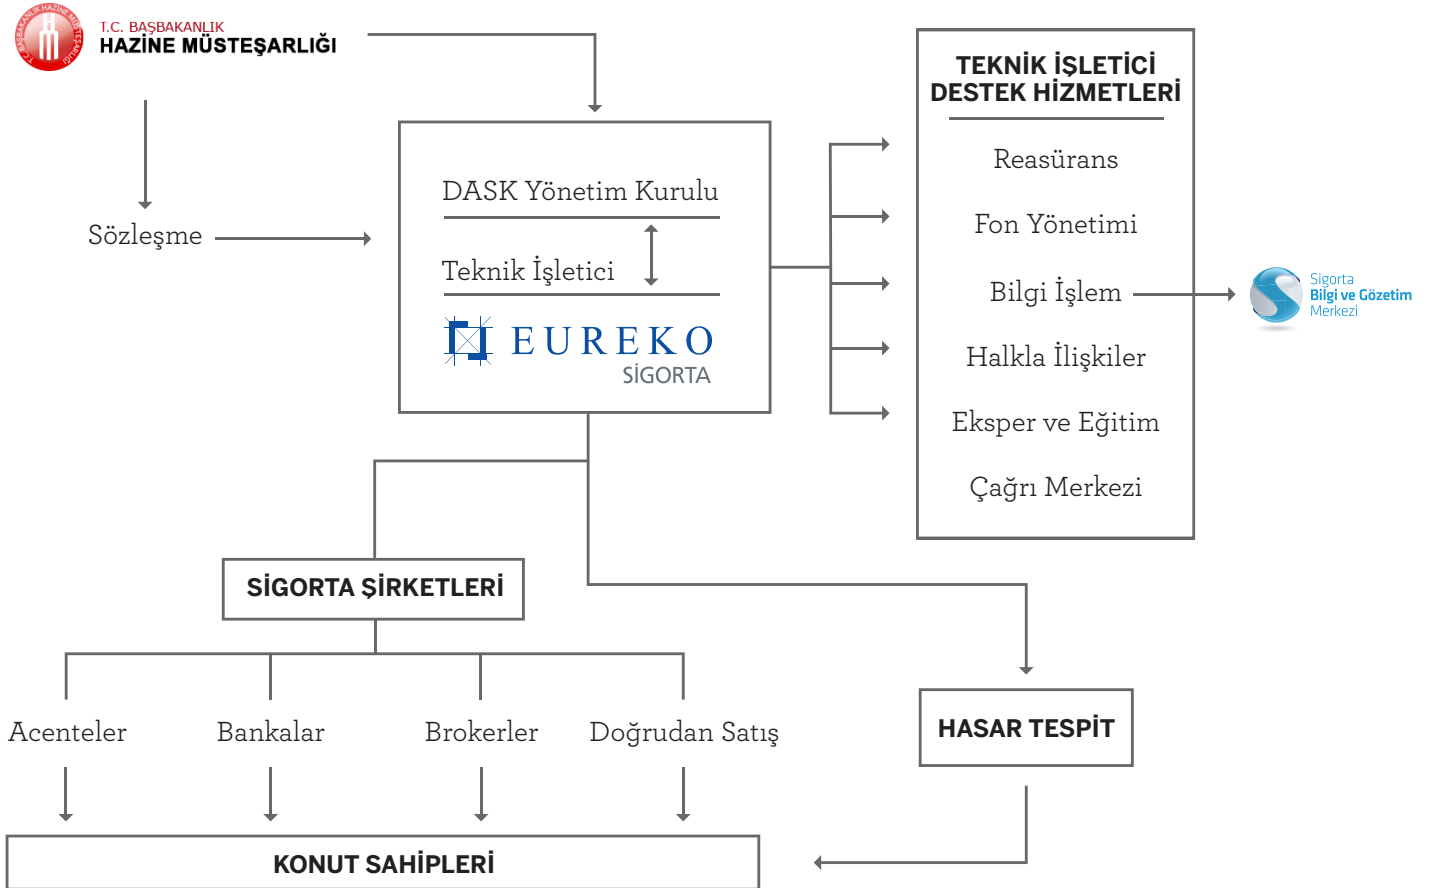 T.C. BAŞBAKANLIK
HAZİNE MÜSTEŞARLIĞI
Sözleşme
DASK Yönetim Kurulu
Teknik İşletici
EUREKO
SİGORTA
TEKNİK İŞLETİCİ
DESTEK HİZMETLERİ
Reasürans
Fon Yönetimi
Bilgi İşlem
Halkla İlişkiler
Eksper ve Eğitim
Çağrı Merkezi
Sigorta
Bilgi ve Gözetim
Merkezi
SİGORTA ŞİRKETLERİ
Acenteler
Bankalar
Brokerler
Doğrudan Satış
HASAR TESPİT
KONUT SAHİPLERİ